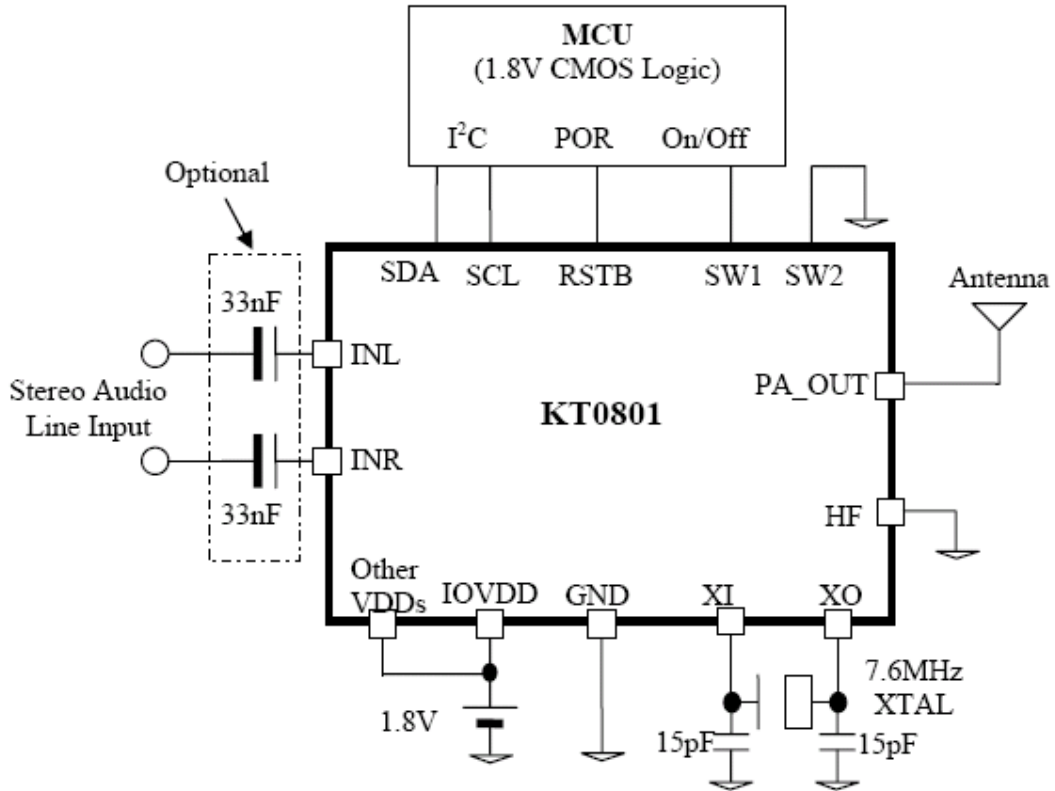 MCU
(1.8V CMOS Logic)
I²C POR On/Off
Optional
SDA SCL RSTB SW1 SW2
Antenna
33nF
INL
PA_OUT
Stereo Audio
Line Input
KT0801
INR
33nF
HF
Other
VDDs
IOVDD GND XI XO
7.6MHz
XTAL
1.8V
15pF
15pF